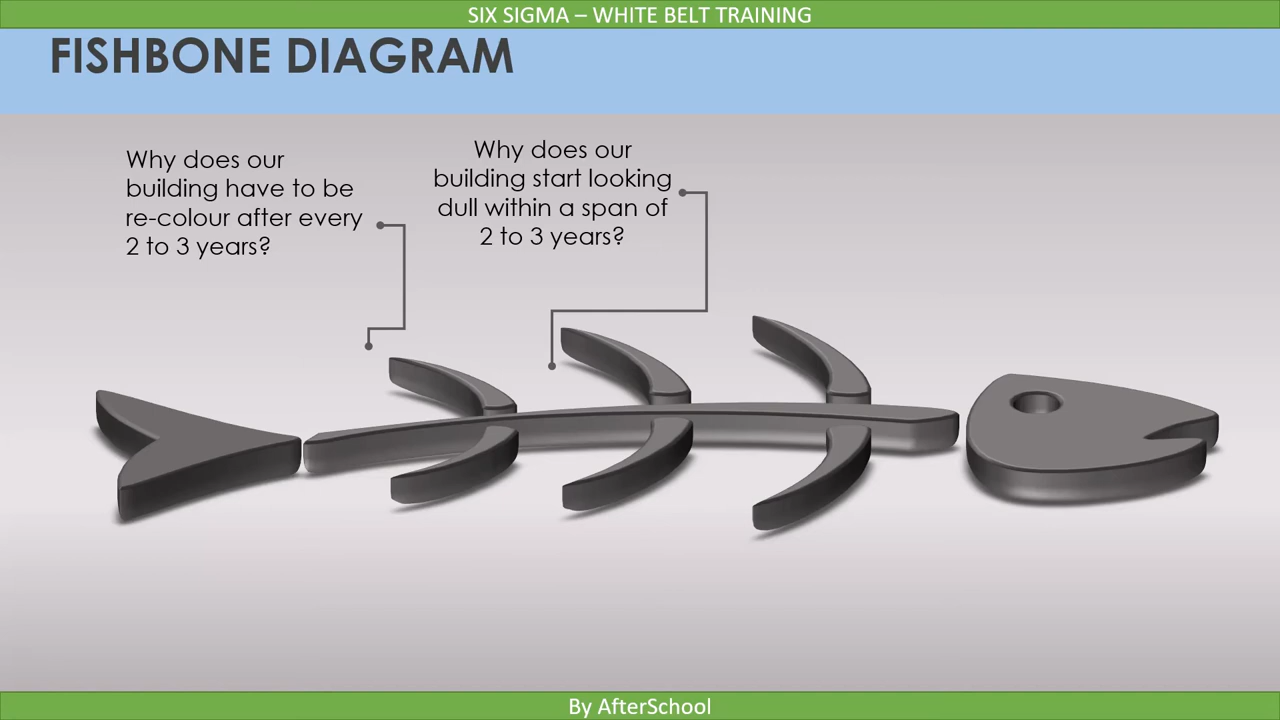 SIX SIGMA – WHITE BELT TRAINING
FISHBONE DIAGRAM
Why does our
building have to be
re-colour after every
2 to 3 years?
Why does our
building start looking
dull within a span of
2 to 3 years?
By AfterSchool